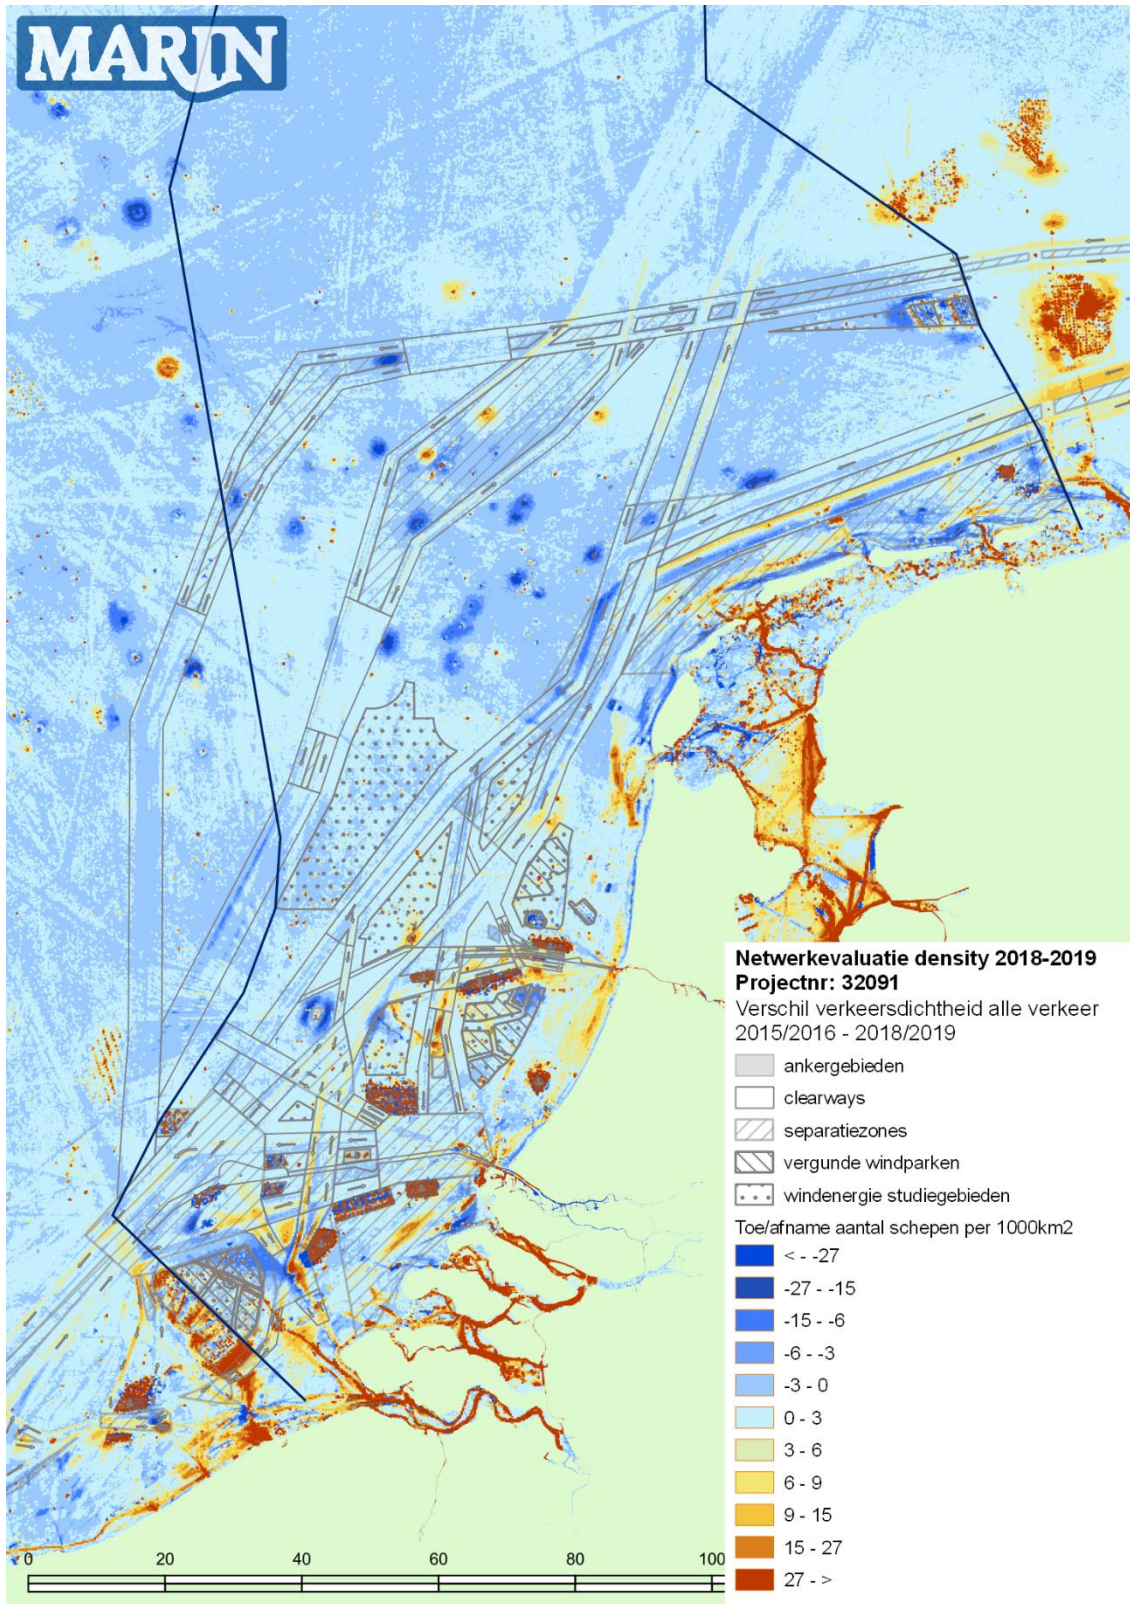 MARIN
Netwerkevaluatie density 2018-2019
Projectnr: 32091
Verschil verkeersdichtheid alle verkeer
2015/2016 - 2018/2019
ankergebieden
clearways
separatiezones
vergunde windparken
windenergie studiegebieden
Toe/afname aantal schepen per 1000km2
< - -27
-27 - -15
-15 - -6
-6 - -3
-3 - 0
0 - 3
3 - 6
6 - 9
9 - 15
15 - 27
27 - >
0 20 40 60 80 100